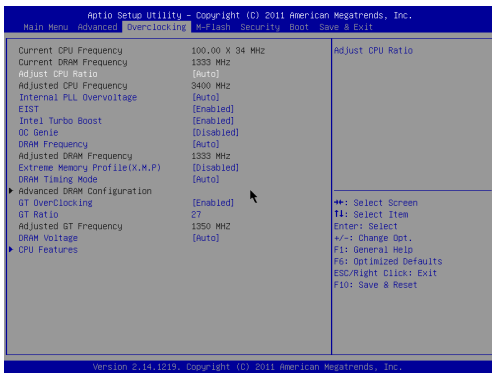 Aptio Setup Utility - Copyright (C) 2011 American Megatrends, Inc.
Main Menu Advanced Overclocking M-Flash Security Boot Save & Exit
Current CPU Frequency 100.00 X 34 MHz
Current DRAM Frequency 1333 MHz
Adjust CPU Ratio [Auto]
Adjusted CPU Frequency 3400 MHz
Internal PLL Overvoltage [Auto]
EIST [Enabled]
Intel Turbo Boost [Enabled]
OC Genie [Disabled]
DRAM Frequency [Auto]
Adjusted DRAM Frequency 1333 MHz
Extreme Memory Profile(X.M.P) [Disabled]
DRAM Timing Mode [Auto]
Advanced DRAM Configuration
GT OverClocking [Enabled]
GT Ratio 27
Adjusted GT Frequency 1350 MHZ
DRAM Voltage [Auto]
CPU Features
Adjust CPU Ratio
→←: Select Screen
↑↓: Select Item
Enter: Select
+/-: Change Opt.
F1: General Help
F6: Optimized Defaults
ESC/Right Click: Exit
F10: Save & Reset
Version 2.14.1219. Copyright (C) 2011 American Megatrends, Inc.